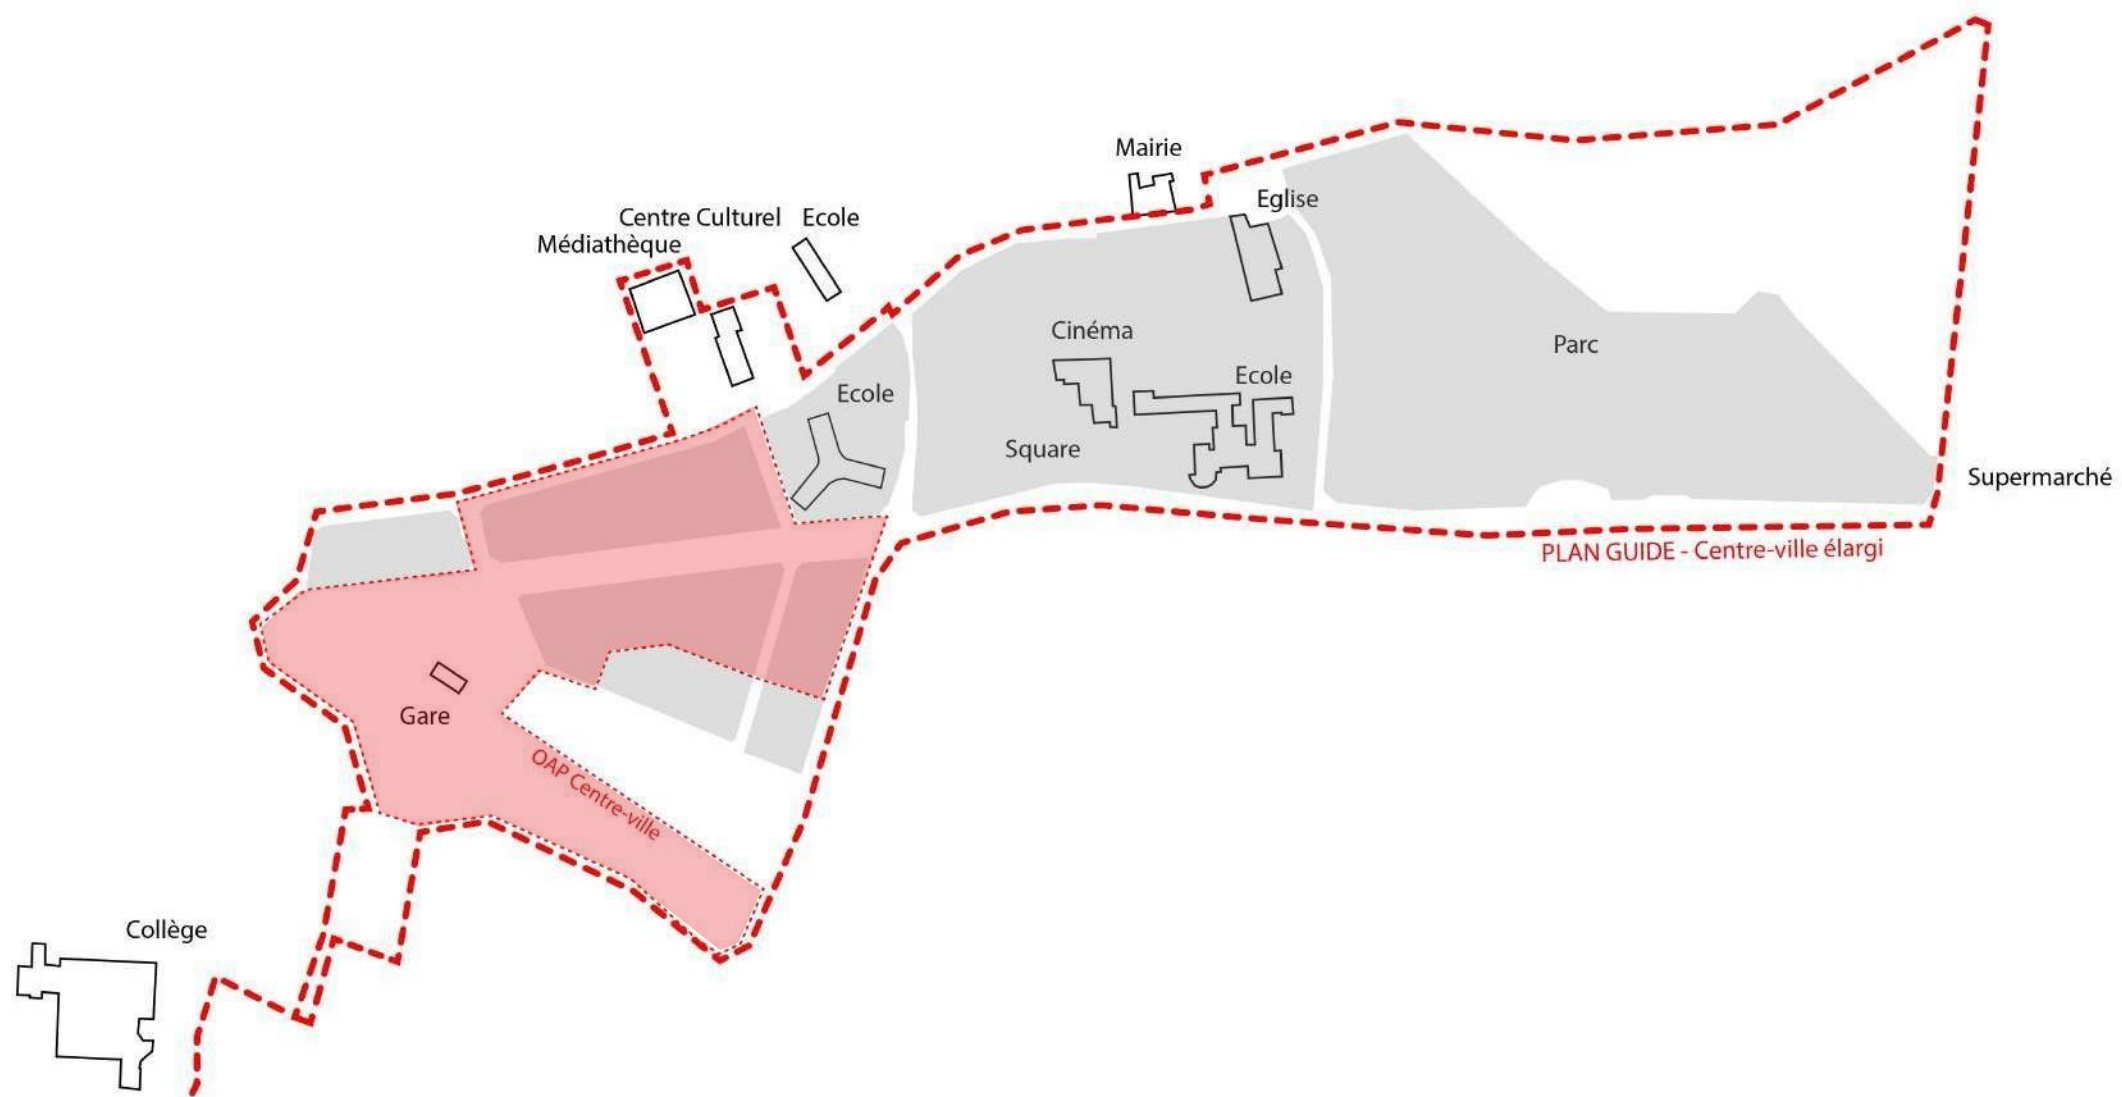 Mairie
Eglise
Centre Culturel
Ecole
Médiathèque
Cinéma
Parc
Ecole
Ecole
Square
Supermarché
PLAN GUIDE - Centre-ville élargi
Gare
OAP Centre-ville
Collège